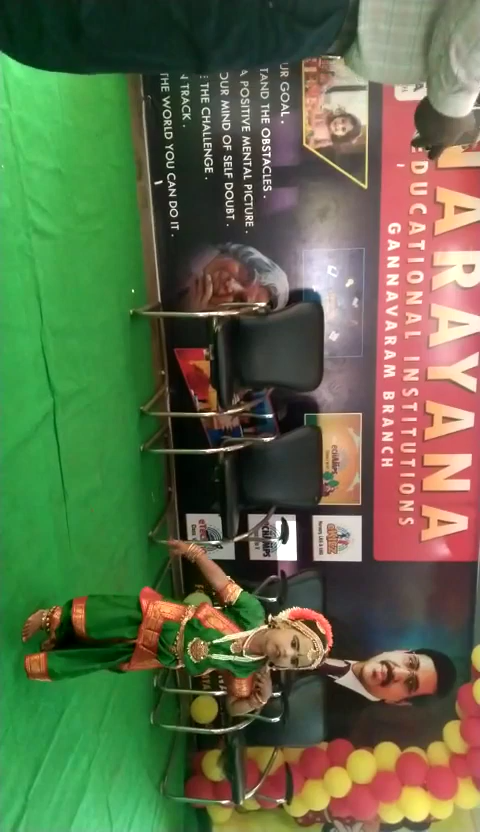 NARAYANA
EDUCATIONAL INSTITUTIONS
GANNAVARAM BRANCH
UR GOAL.
TAND THE OBSTACLES.
A POSITIVE MENTAL PICTURE.
OUR MIND OF SELF DOUBT.
THE CHALLENGE.
N TRACK.
THE WORLD YOU CAN DO IT.